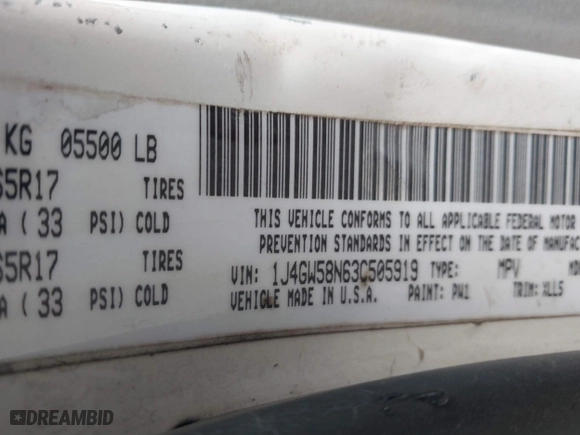 KG 05500 LB
65R17 TIRES
A ( 33 PSI) COLD
65R17 TIRES
A ( 33 PSI) COLD
THIS VEHICLE CONFORMS TO ALL APPLICABLE FEDERAL MOTOR
PREVENTION STANDARDS IN EFFECT ON THE DATE OF MANUFAC
VIN: 1J4GW58N63C505919 TYPE: MPV
VEHICLE MADE IN U.S.A. PAINT: PW1 TRIM: XLL5
DREAMBID